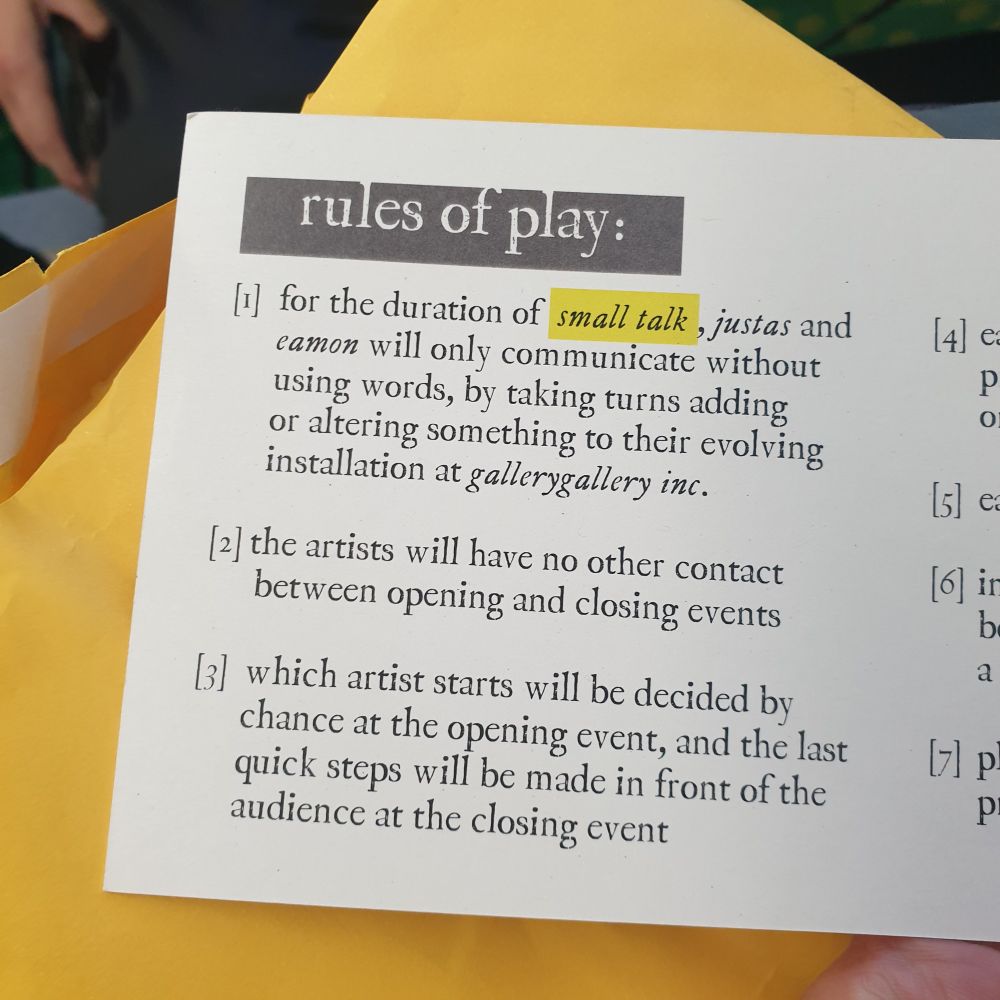 rules of play:
[1] for the duration of small talk, justas and
eamon will only communicate without
using words, by taking turns adding
or altering something to their evolving
installation at gallerygallery inc.
[2] the artists will have no other contact
between opening and closing events
[3] which artist starts will be decided by
chance at the opening event, and the last
quick steps will be made in front of the
audience at the closing event
[4]
[5]
[6]
a
[7]